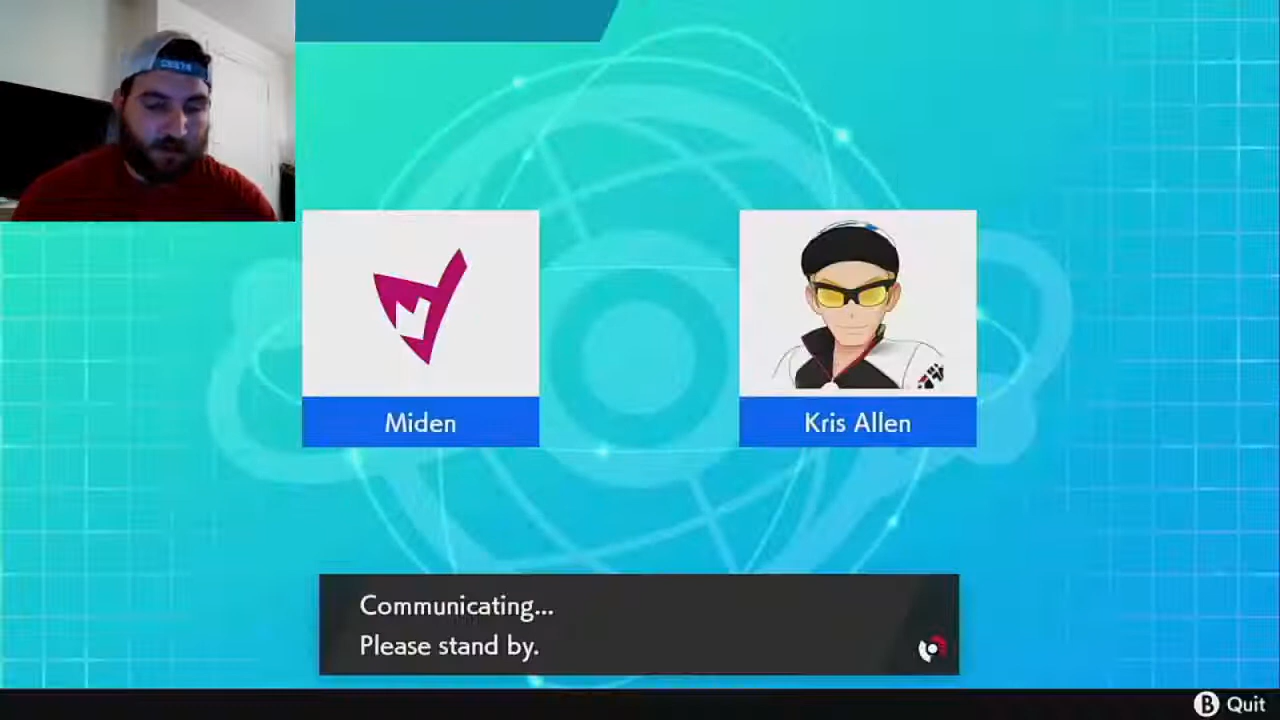 Miden
Kris Allen
Communicating...
Please stand by.
B Quit